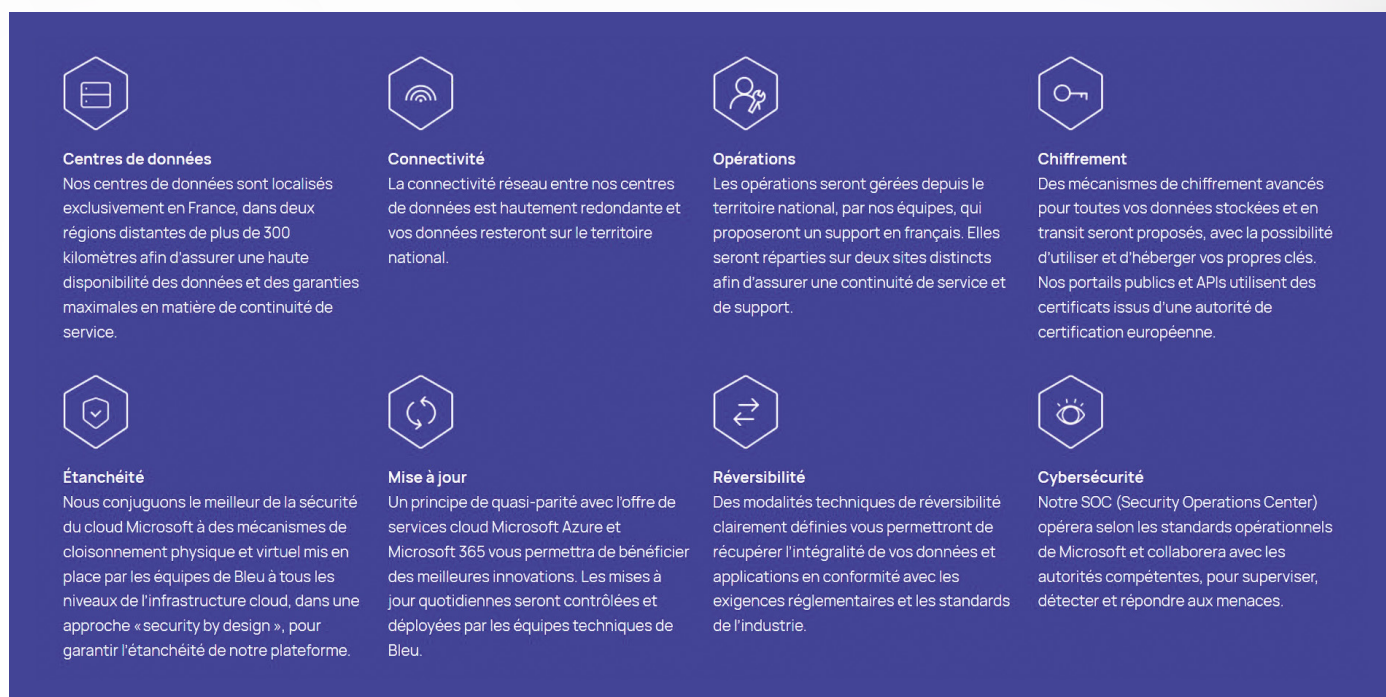 Centres de données
Nos centres de données sont localisés
exclusivement en France, dans deux
régions distantes de plus de 300
kilomètres afin d'assurer une haute
disponibilité des données et des garanties
maximales en matière de continuité de
service.
Connectivité
La connectivité réseau entre nos centres
de données est hautement redondante et
vos données resteront sur le territoire
national.
Opérations
Les opérations seront gérées depuis le
territoire national, par nos équipes, qui
proposeront un support en français. Elles
seront réparties sur deux sites distincts
afin d'assurer une continuité de service et
de support.
Chiffrement
Des mécanismes de chiffrement avancés
pour toutes vos données stockées et en
transit seront proposés, avec la possibilité
d'utiliser et d'héberger vos propres clés.
Nos portails publics et APIs utilisent des
certificats issus d'une autorité de
certification européenne.
Étanchéité
Nous conjuguons le meilleur de la sécurité
du cloud Microsoft à des mécanismes de
cloisonnement physique et virtuel mis en
place par les équipes de Bleu à tous les
niveaux de l'infrastructure cloud, dans une
approche « security by design », pour
garantir l'étanchéité de notre plateforme.
Mise à jour
Un principe de quasi-parité avec l'offre de
services cloud Microsoft Azure et
Microsoft 365 vous permettra de bénéficier
des meilleures innovations. Les mises à
jour quotidiennes seront contrôlées et
déployées par les équipes techniques de
Bleu.
Réversibilité
Des modalités techniques de réversibilité
clairement définies vous permettront de
récupérer l'intégralité de vos données et
applications en conformité avec les
exigences réglementaires et les standards
de l'industrie.
Cybersécurité
Notre SOC (Security Operations Center)
opérera selon les standards opérationnels
de Microsoft et collaborera avec les
autorités compétentes, pour superviser,
détecter et répondre aux menaces.